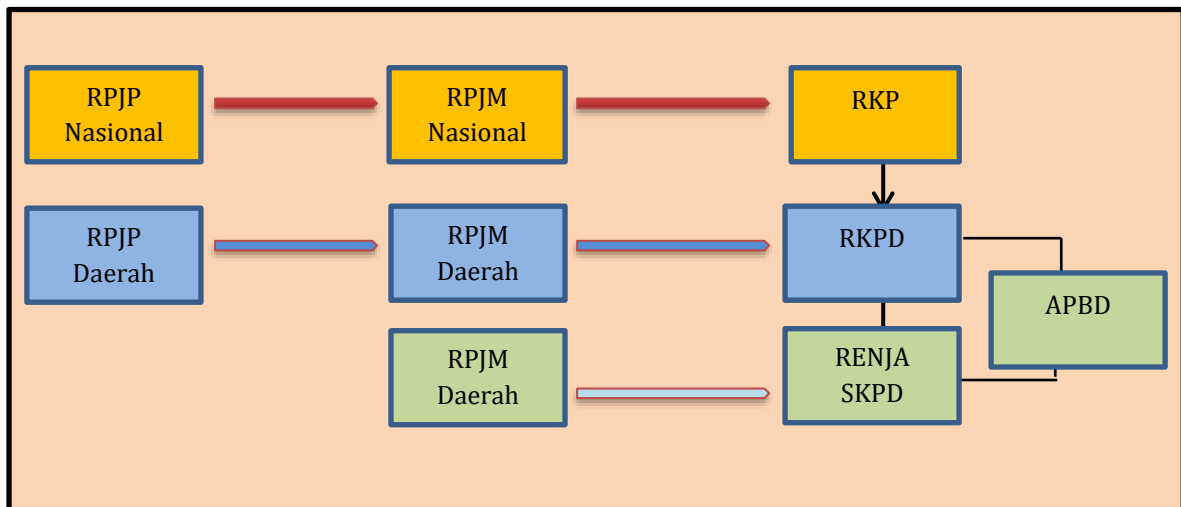 RPJP
Nasional
RPJM
Nasional
RKP
RPJP
Daerah
RPJM
Daerah
RKPD
APBD
RPJM
Daerah
RENJA
SKPD